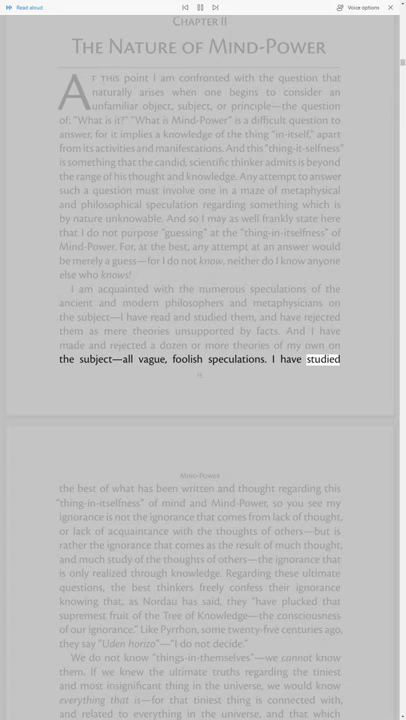 Read aloud
Voice options
CHAPTER II
THE NATURE OF MIND-POWER
AT THIS point I am confronted with the question that
naturally arises when one begins to consider an
unfamiliar object, subject, or principle—the question
of: "What is it?" "What is Mind-Power" is a difficult question to
answer, for it implies a knowledge of the thing "in-itself," apart
from its activities and manifestations. And this "thing-it-selfness"
is something that the candid, scientific thinker admits is beyond
the range of his thought and knowledge. Any attempt to answer
such a question must involve one in a maze of metaphysical
and philosophical speculation regarding something which is
by nature unknowable. And so I may as well frankly state here
that I do not purpose "guessing" at the "thing-in-itselfness" of
Mind-Power. For, at the best, any attempt at an answer would
be merely a guess—for I do not know, neither do I know anyone
else who knows!
I am acquainted with the numerous speculations of the
ancient and modern philosophers and metaphysicians on
the subject—I have read and studied them, and have rejected
them as mere theories unsupported by facts. And I have
made and rejected a dozen or more theories of my own on
the subject—all vague, foolish speculations. I have studied
MIND-POWER
the best of what has been written and thought regarding this
"thing-in-itselfness" of mind and Mind-Power, so you see my
ignorance is not the ignorance that comes from lack of thought,
or lack of acquaintance with the thoughts of others—but is
rather the ignorance that comes as the result of much thought,
and much study of the thoughts of others—the ignorance that
is only realized through knowledge. Regarding these ultimate
questions, the best thinkers freely confess their ignorance
knowing that, as Nordau has said, they "have plucked that
supremest fruit of the Tree of Knowledge—the consciousness
of our ignorance." Like Pyrrhon, some twenty-five centuries ago,
they say "Uden horizo"—"I do not decide."
We do not know "things-in-themselves"—we cannot know
them. If we knew the ultimate truths regarding the tiniest
and most insignificant thing in the universe, we would know
everything that is—for that tiniest thing is connected with,
and related to everything in the universe, and that which